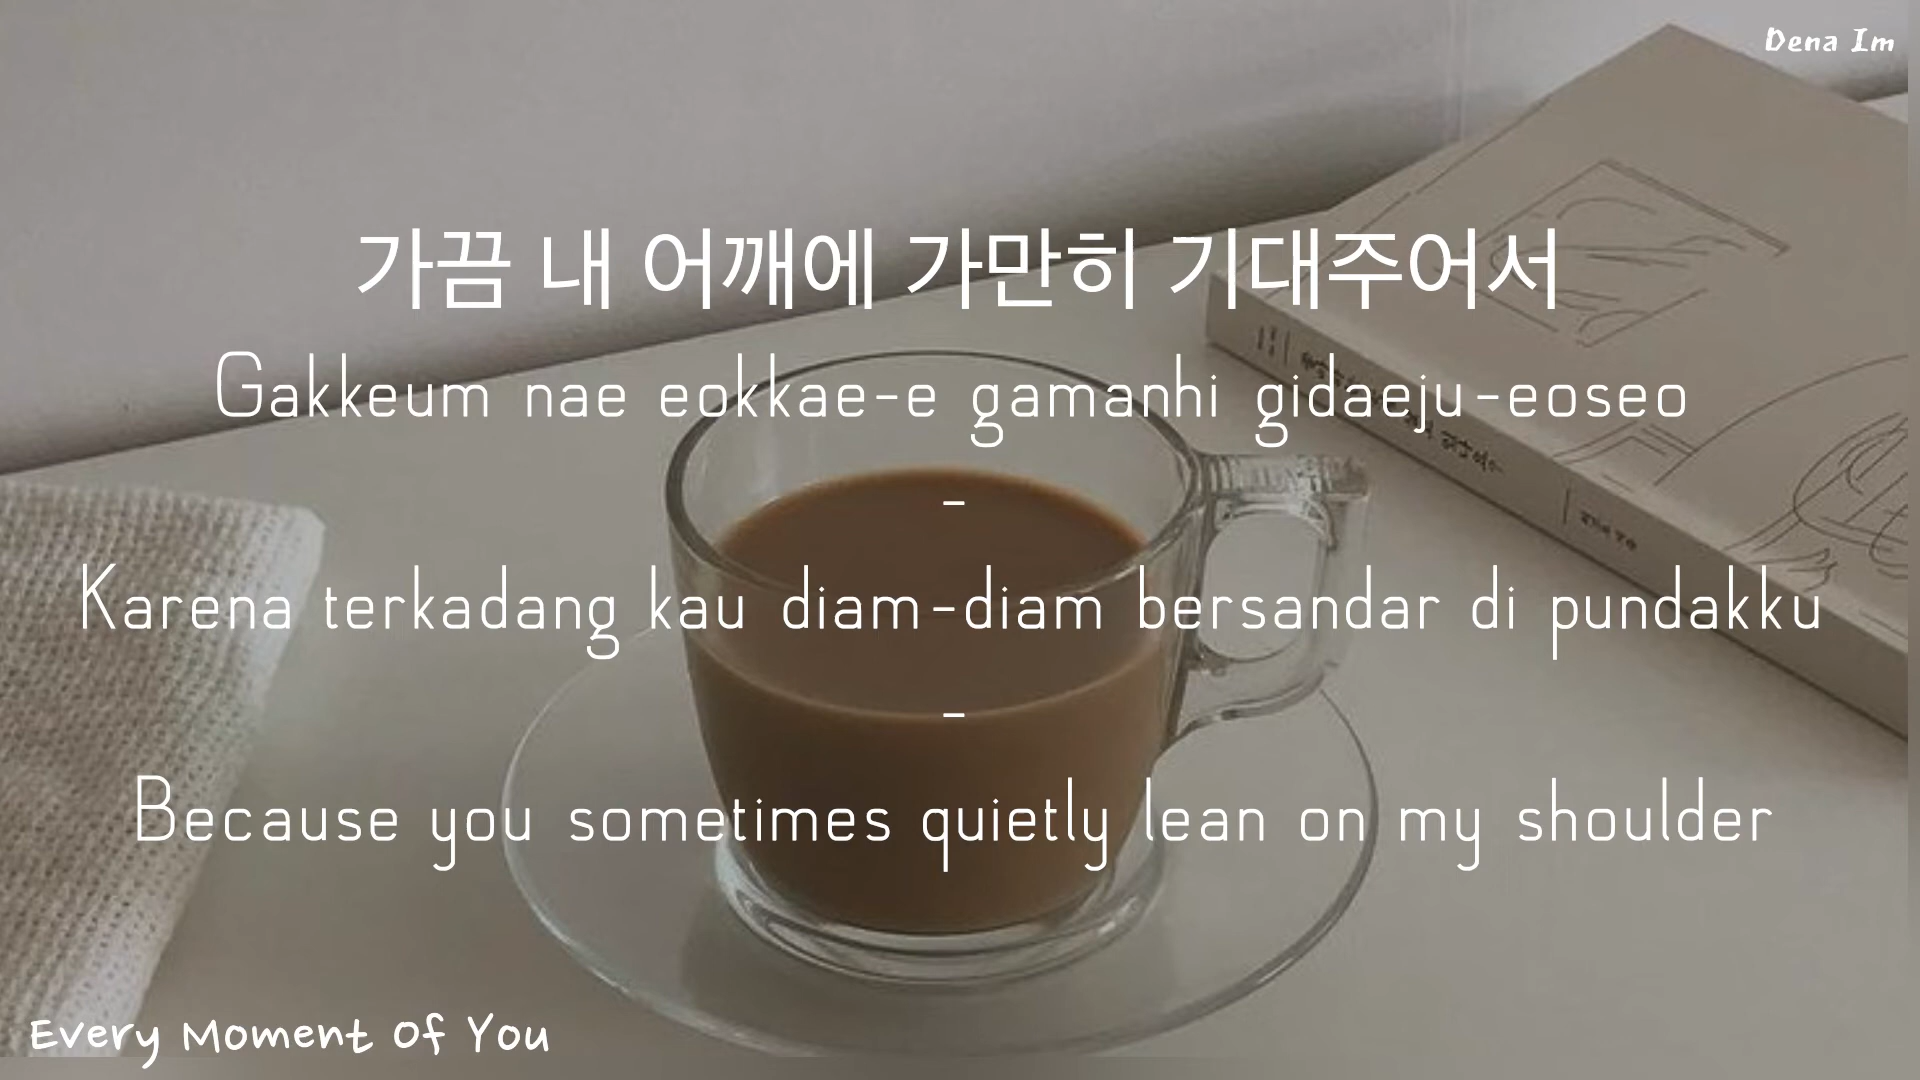 Dena Im
가끔 내 어깨에 가만히 기대주어서
Gakkeum nae eokkae-e gamanhi gidaeju-eoseo
-
Karena terkadang kau diam-diam bersandar di pundakku
-
Because you sometimes quietly lean on my shoulder
Every Moment Of You